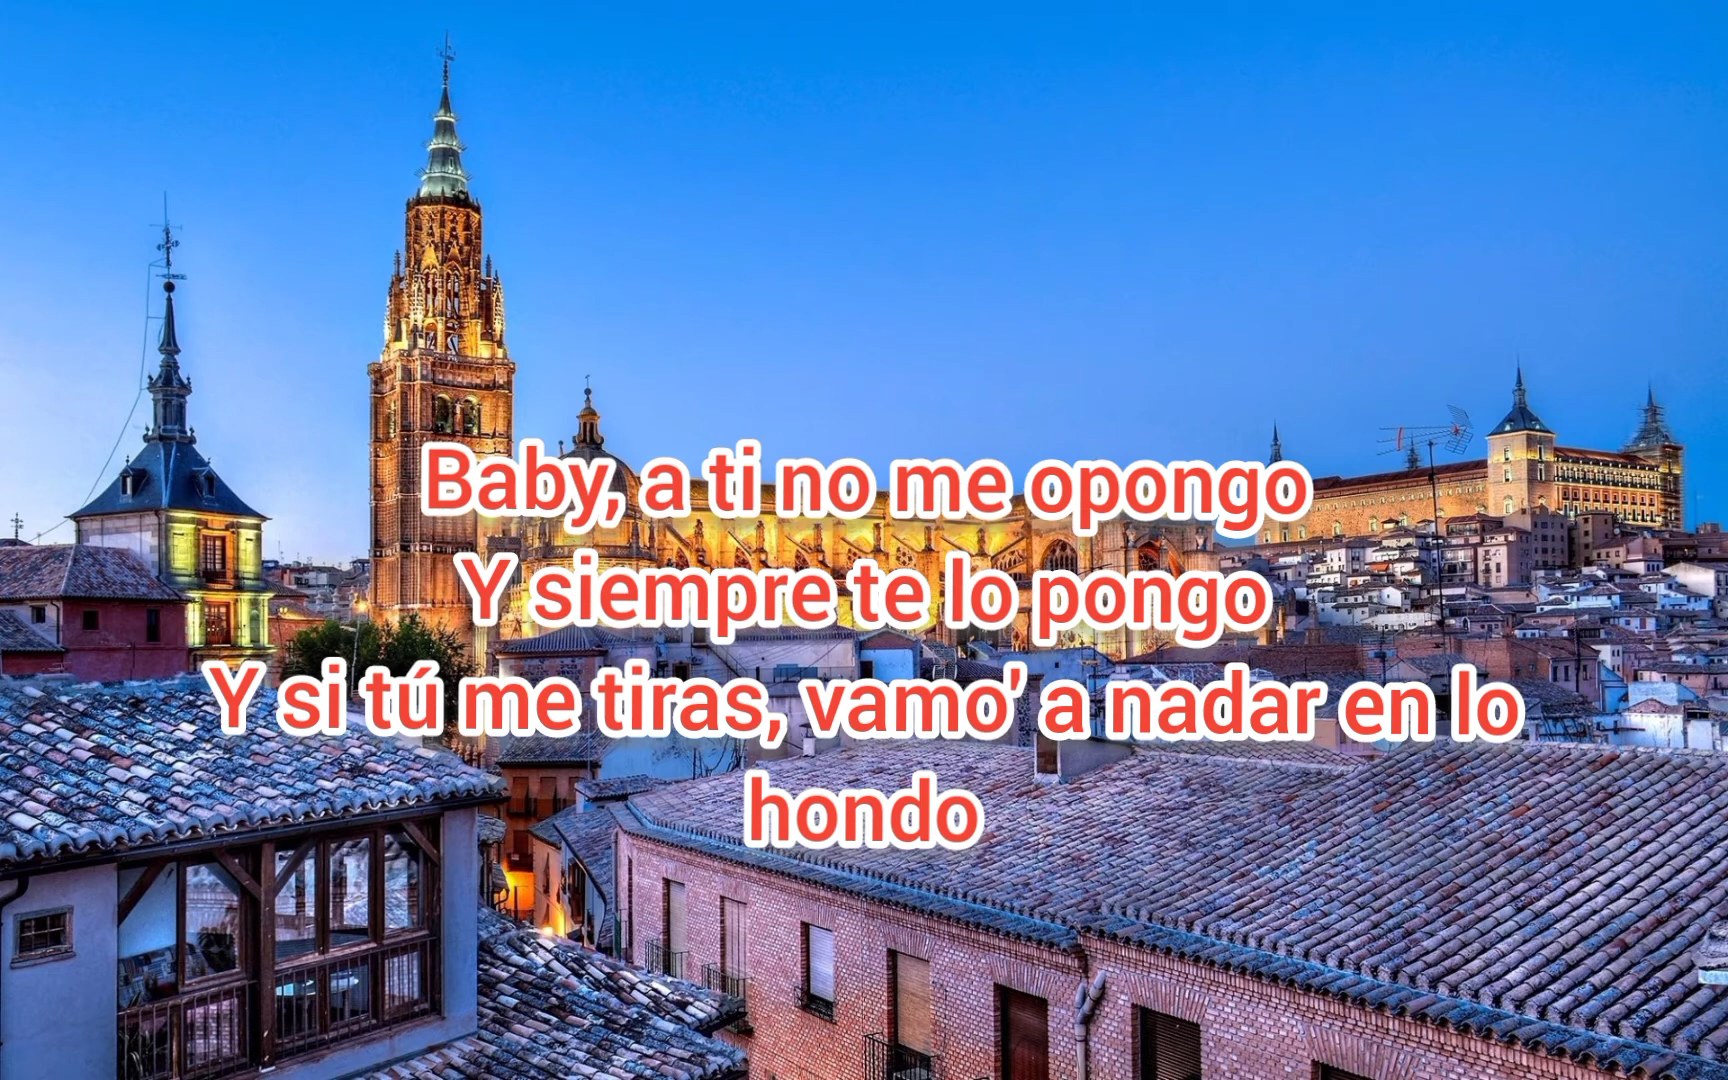 Baby, a ti no me opongo
Y siempre te lo pongo
Y si tú me tiras, vamo' a nadar en lo
hondo